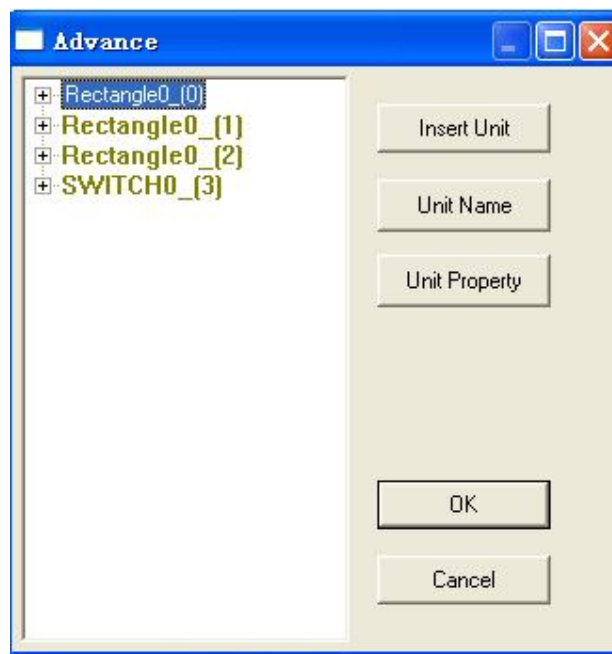 Advance
Rectangle0_(0)
Rectangle0_(1)
Rectangle0_(2)
SWITCH0_(3)
Insert Unit
Unit Name
Unit Property
OK
Cancel